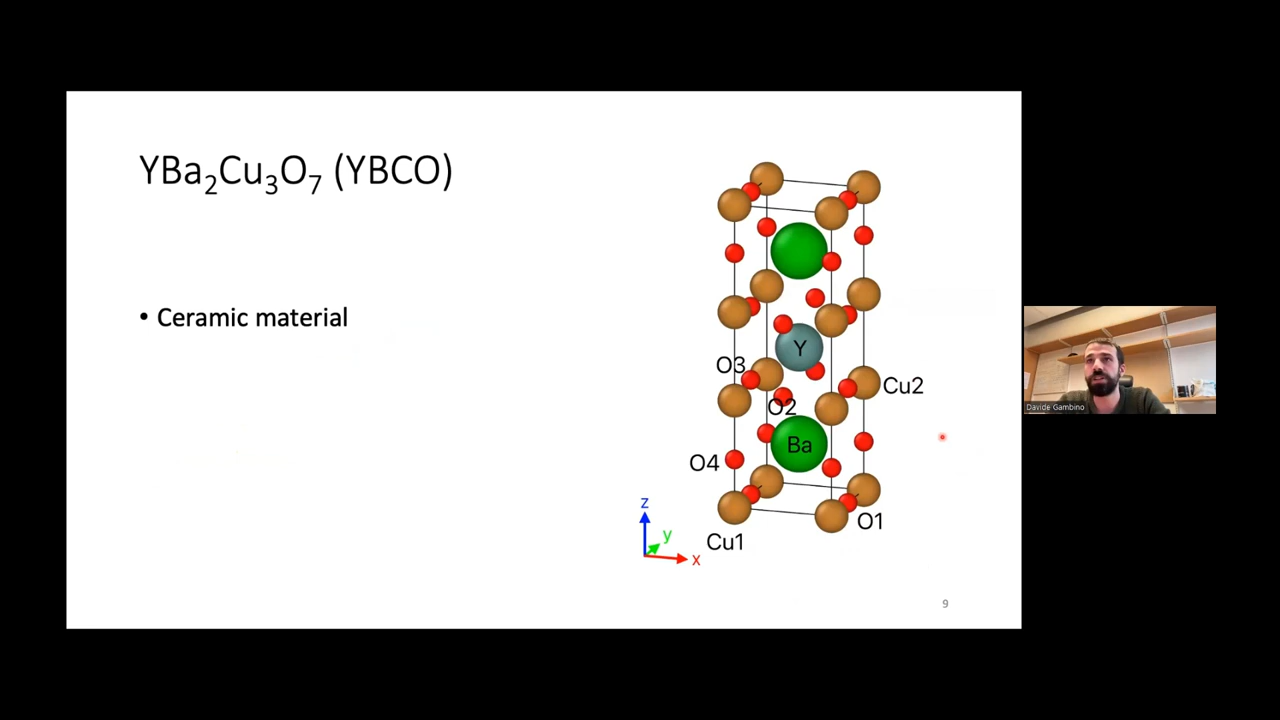 YBa₂Cu₃O₇ (YBCO)
• Ceramic material
Y
O3
Cu2
O2
Ba
O4
z
O1
y
Cu1
x
9
Davide Gambino